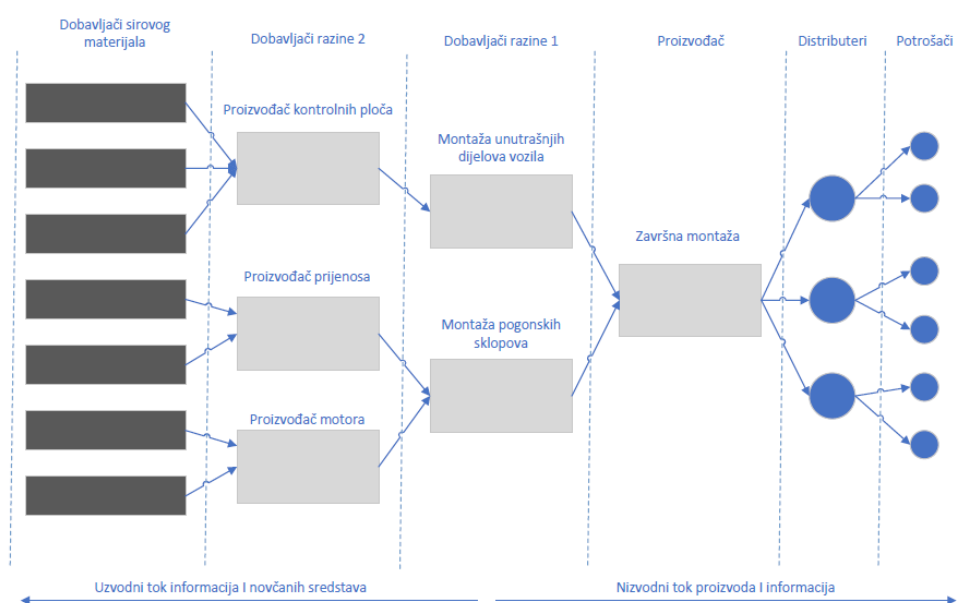 Dobavljači sirovog
materijala
Dobavljači razine 2
Dobavljači razine 1
Proizvođač
Distributeri
Potrošači
Proizvođač kontrolnih ploča
Montaža unutrašnjih
dijelova vozila
Završna montaža
Proizvođač prijenosa
Montaža pogonskih
sklopova
Proizvođač motora
Uzvodni tok informacija I novčanih sredstava
Nizvodni tok proizvoda I informacija